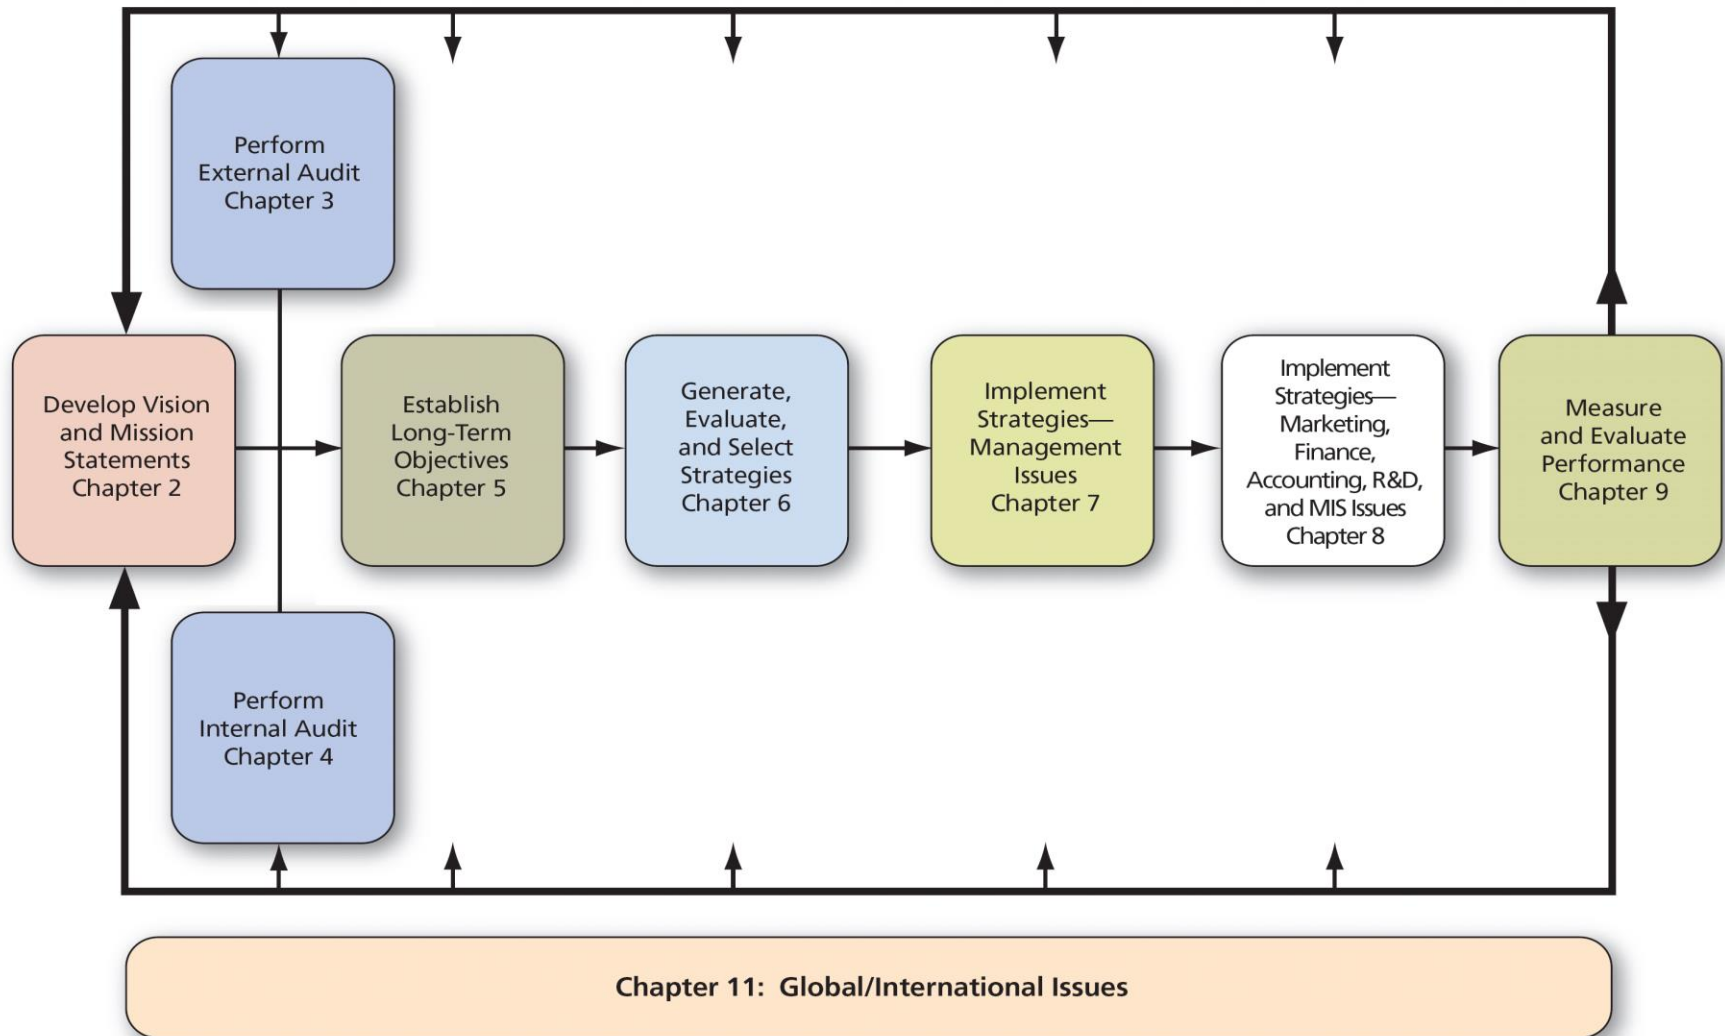 Perform
External Audit
Chapter 3
Develop Vision
and Mission
Statements
Chapter 2
Establish
Long-Term
Objectives
Chapter 5
Generate,
Evaluate,
and Select
Strategies
Chapter 6
Implement
Strategies—
Management
Issues
Chapter 7
Implement
Strategies—
Marketing,
Finance,
Accounting, R&D,
and MIS Issues
Chapter 8
Measure
and Evaluate
Performance
Chapter 9
Perform
Internal Audit
Chapter 4
Chapter 11: Global/International Issues